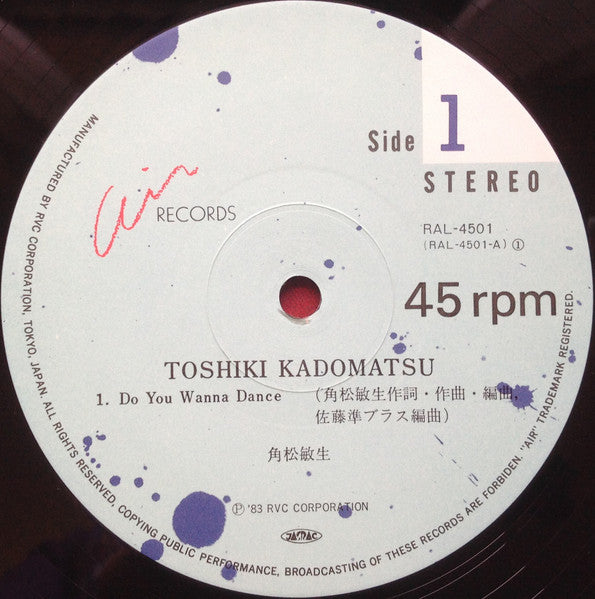 Side 1
STEREO
Air RECORDS
RAL-4501
(RAL-4501-A) ①
45 rpm
TOSHIKI KADOMATSU
1. Do You Wanna Dance (角松敏生作詞・作曲・編曲,
佐藤準ブラス編曲)
角松敏生
Ⓟ '83 RVC CORPORATION
JASRAC
MANUFACTURED BY RVC CORPORATION, TOKYO, JAPAN. ALL RIGHTS RESERVED. COPYING PUBLIC PERFORMANCE, BROADCASTING OF THESE RECORDS ARE FORBIDDEN. "AIR" TRADEMARK REGISTERED.